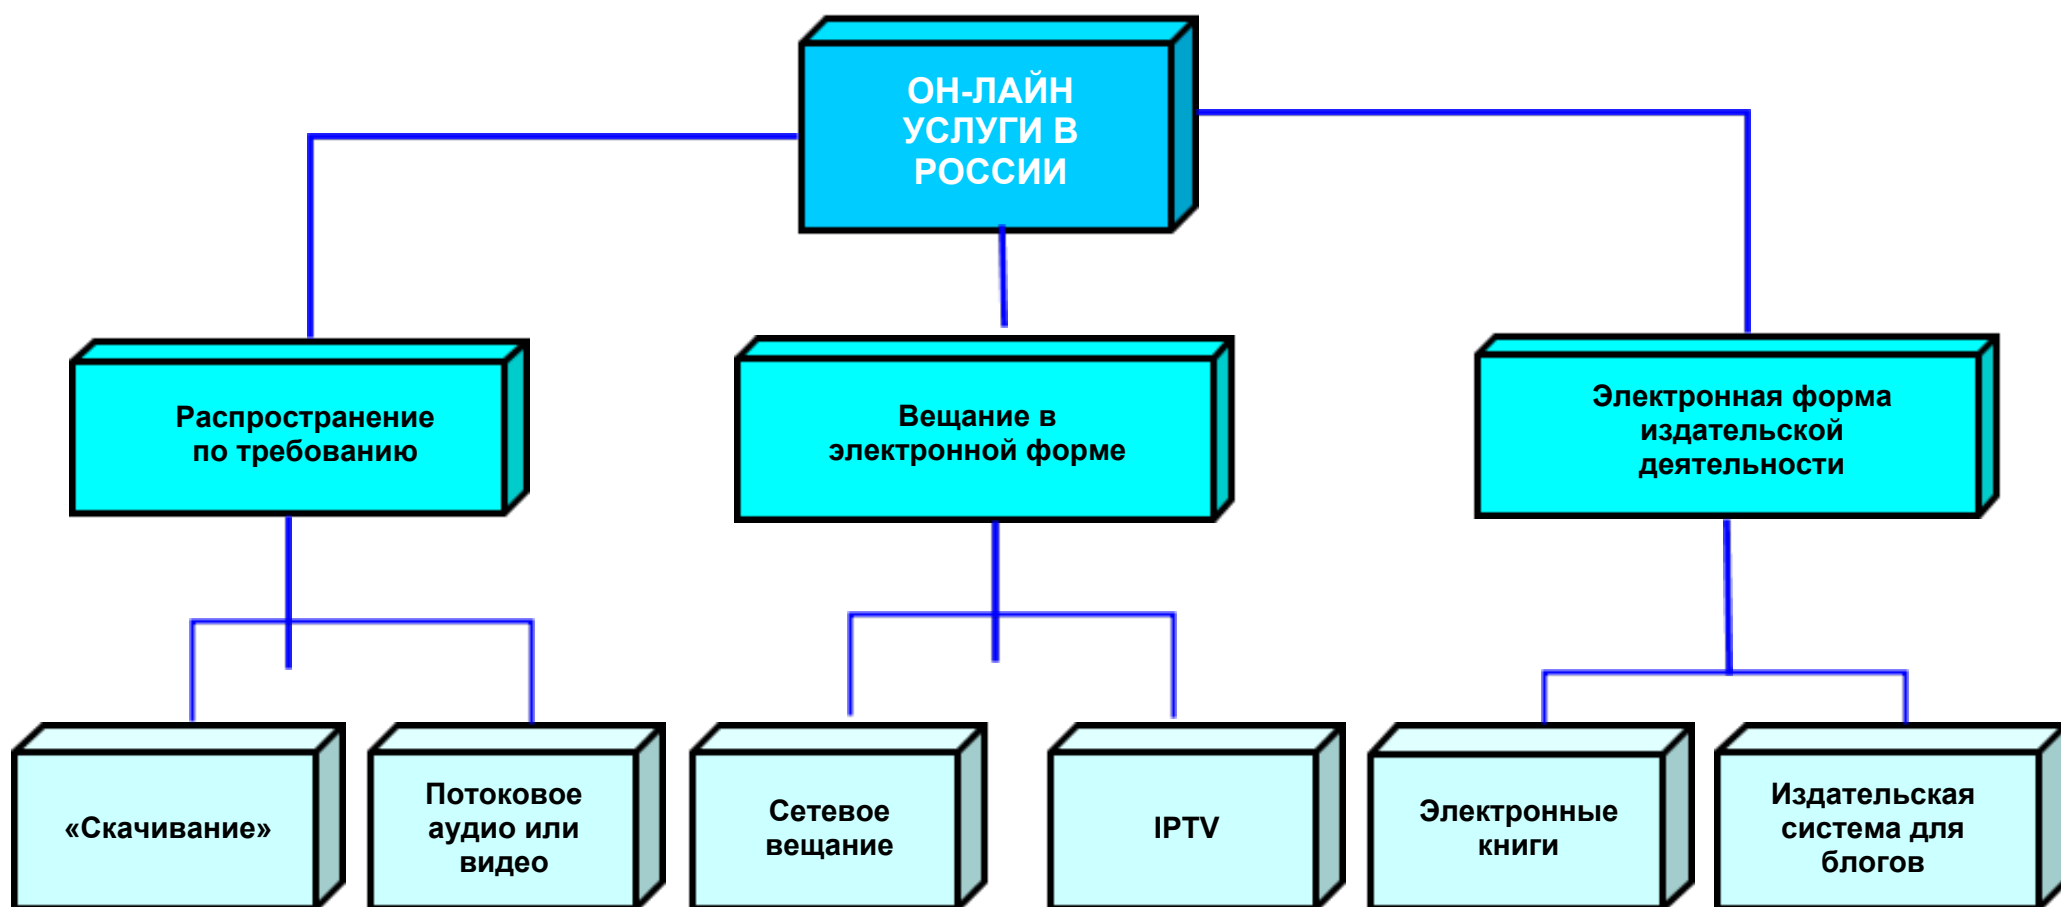 ОН-ЛАЙН
УСЛУГИ В
РОССИИ
Распространение
по требованию
Вещание в
электронной форме
Электронная форма
издательской
деятельности
«Скачивание»
Потоковое
аудио или
видео
Сетевое
вещание
IPTV
Электронные
книги
Издательская
система для
блогов